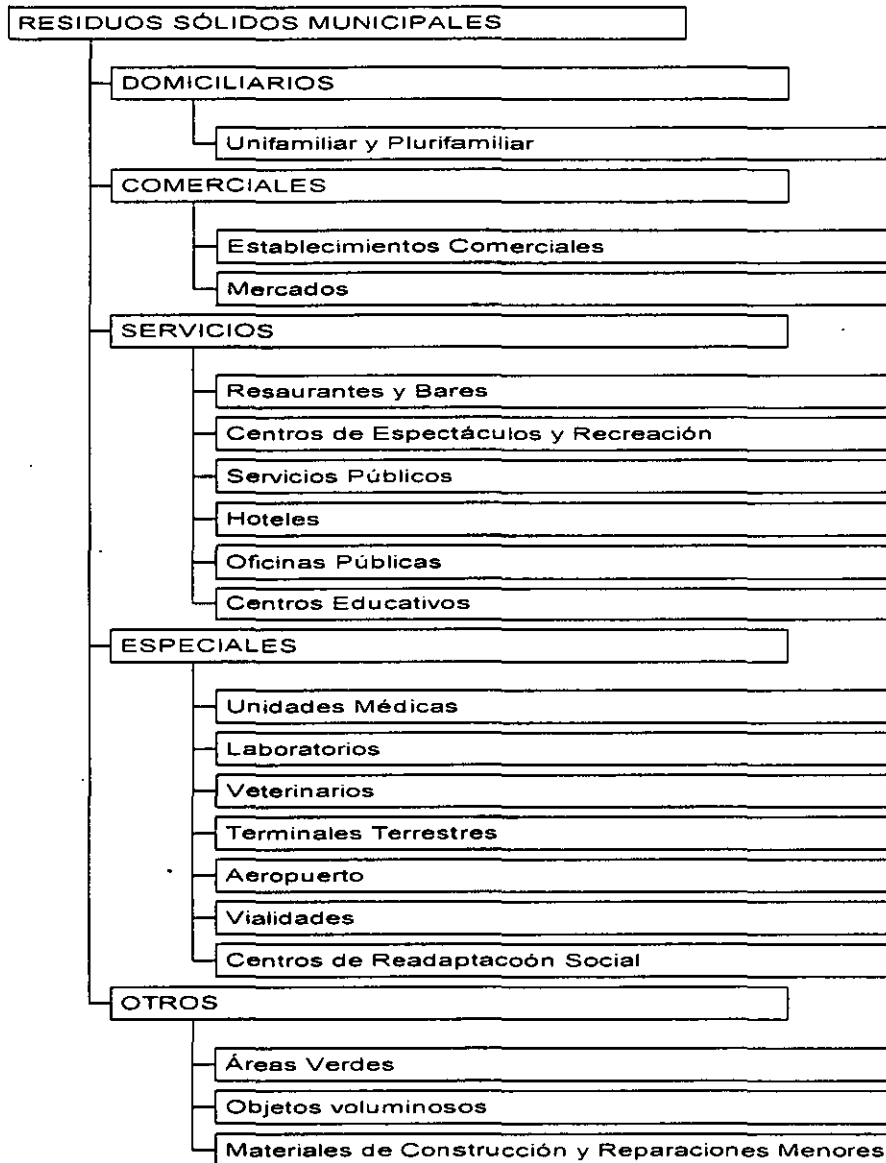 RESIDUOS SÓLIDOS MUNICIPALES
DOMICILIARIOS
Unifamiliar y Plurifamiliar
COMERCIALES
Establecimientos Comerciales
Mercados
SERVICIOS
Resaurantes y Bares
Centros de Espectáculos y Recreación
Servicios Públicos
Hoteles
Oficinas Públicas
Centros Educativos
ESPECIALES
Unidades Médicas
Laboratorios
Veterinarios
Terminales Terrestres
Aeropuerto
Vialidades
Centros de Readaptacoón Social
OTROS
Áreas Verdes
Objetos voluminosos
Materiales de Construcción y Reparaciones Menores